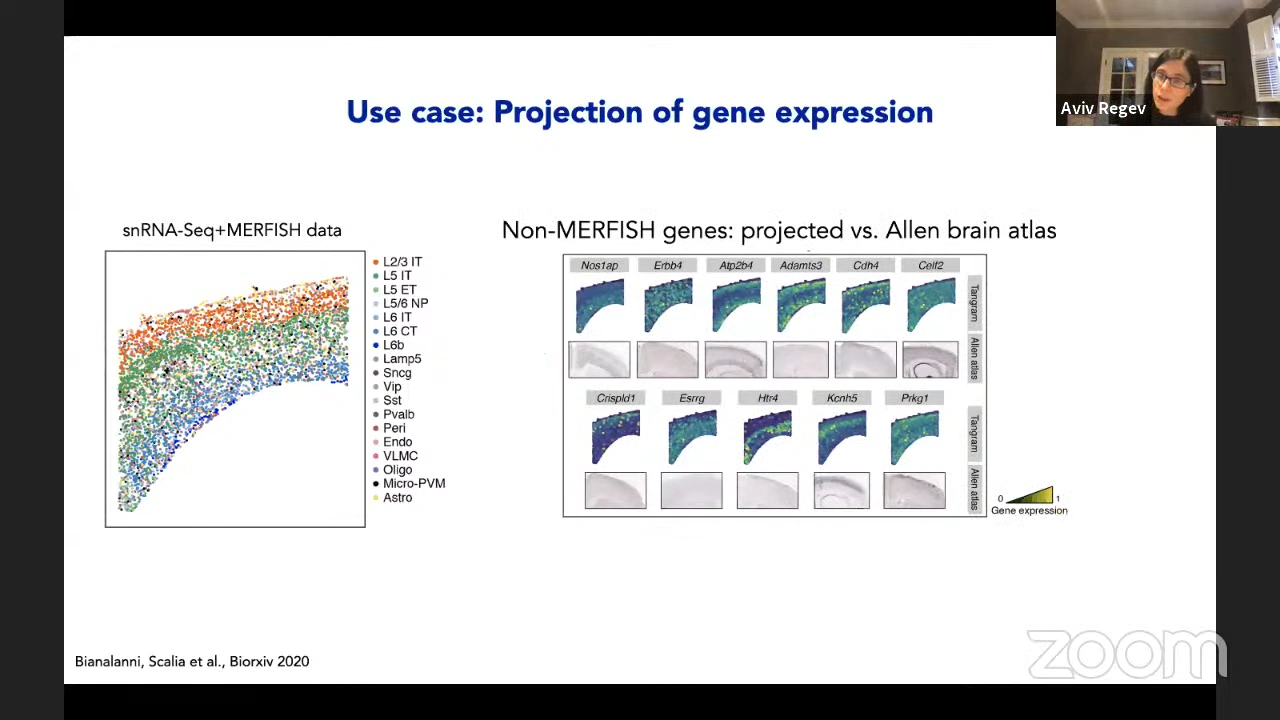 Aviv Regev
Use case: Projection of gene expression
snRNA-Seq+MERFISH data
L2/3 IT
L5 IT
L5 ET
L5/6 NP
L6 IT
L6 CT
L6b
Lamp5
Sncg
Vip
Sst
Pvalb
Peri
Endo
VLMC
Oligo
Micro-PVM
Astro
Non-MERFISH genes: projected vs. Allen brain atlas
Nos1ap Erbb4 Atp2b4 Adamts3 Cdh4 Celf2
Tangram
Allen atlas
Crispld1 Esrrg Htr4 Kcnh5 Prkg1
Tangram
Allen atlas
0 1
Gene expression
Bianalanni, Scalia et al., Biorxiv 2020
zoom